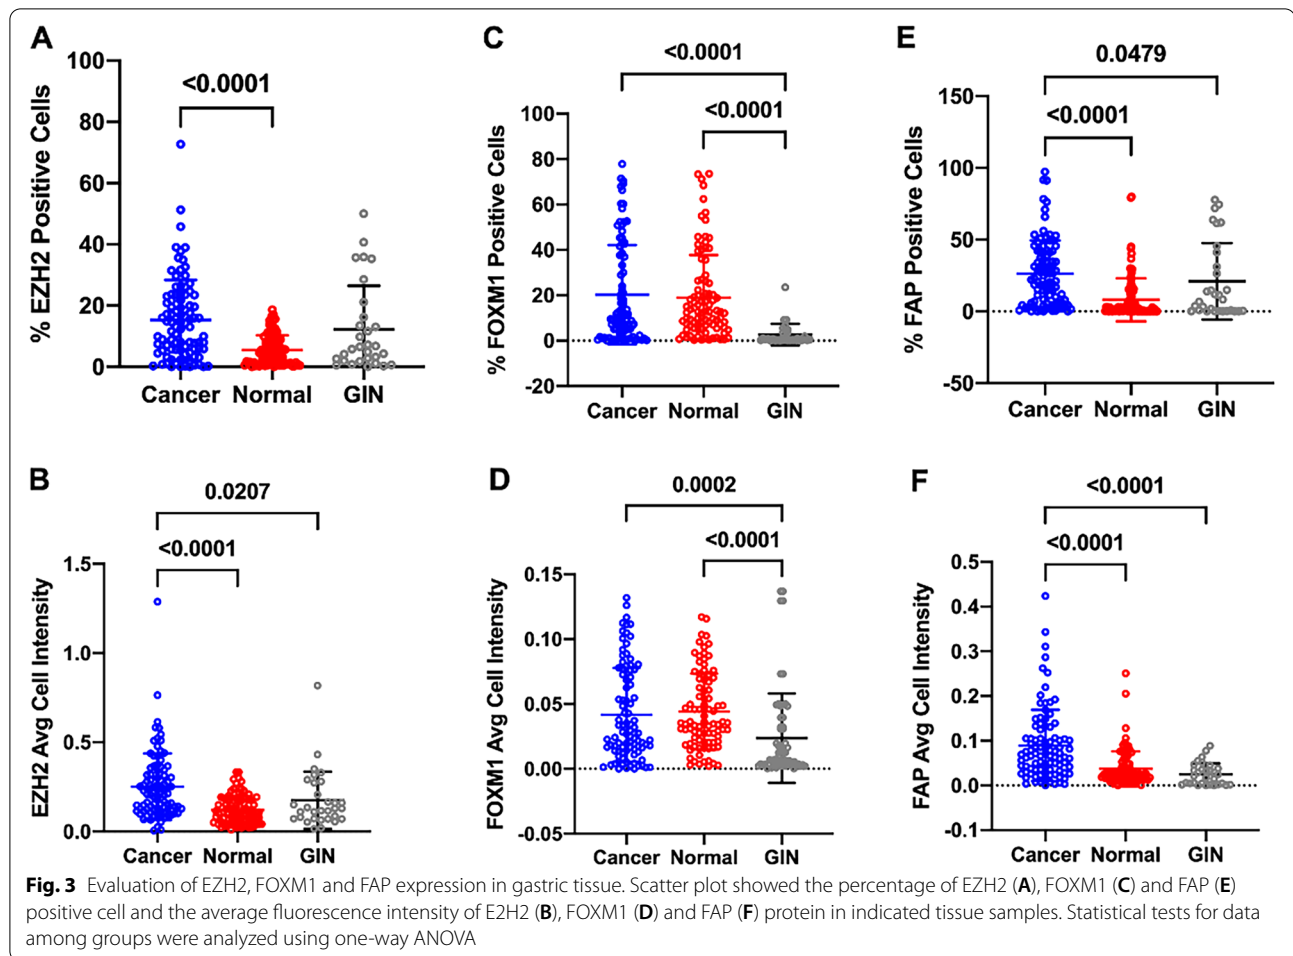 A
<0.0001
% EZH2 Positive Cells
100
80
60
40
20
0
Cancer Normal GIN
C
<0.0001
<0.0001
% FOXM1 Positive Cells
100
80
60
40
20
0
-20
Cancer Normal GIN
E
0.0479
<0.0001
% FAP Positive Cells
150
100
50
0
-50
Cancer Normal GIN
B
0.0207
<0.0001
EZH2 Avg Cell Intensity
1.5
1.0
0.5
0.0
Cancer Normal GIN
D
0.0002
<0.0001
FOXM1 Avg Cell Intensity
0.15
0.10
0.05
0.00
-0.05
Cancer Normal GIN
F
<0.0001
<0.0001
FAP Avg Cell Intensity
0.5
0.4
0.3
0.2
0.1
0.0
-0.1
Cancer Normal GIN
Fig. 3 Evaluation of EZH2, FOXM1 and FAP expression in gastric tissue. Scatter plot showed the percentage of EZH2 (A), FOXM1 (C) and FAP (E)
positive cell and the average fluorescence intensity of E2H2 (B), FOXM1 (D) and FAP (F) protein in indicated tissue samples. Statistical tests for data
among groups were analyzed using one-way ANOVA